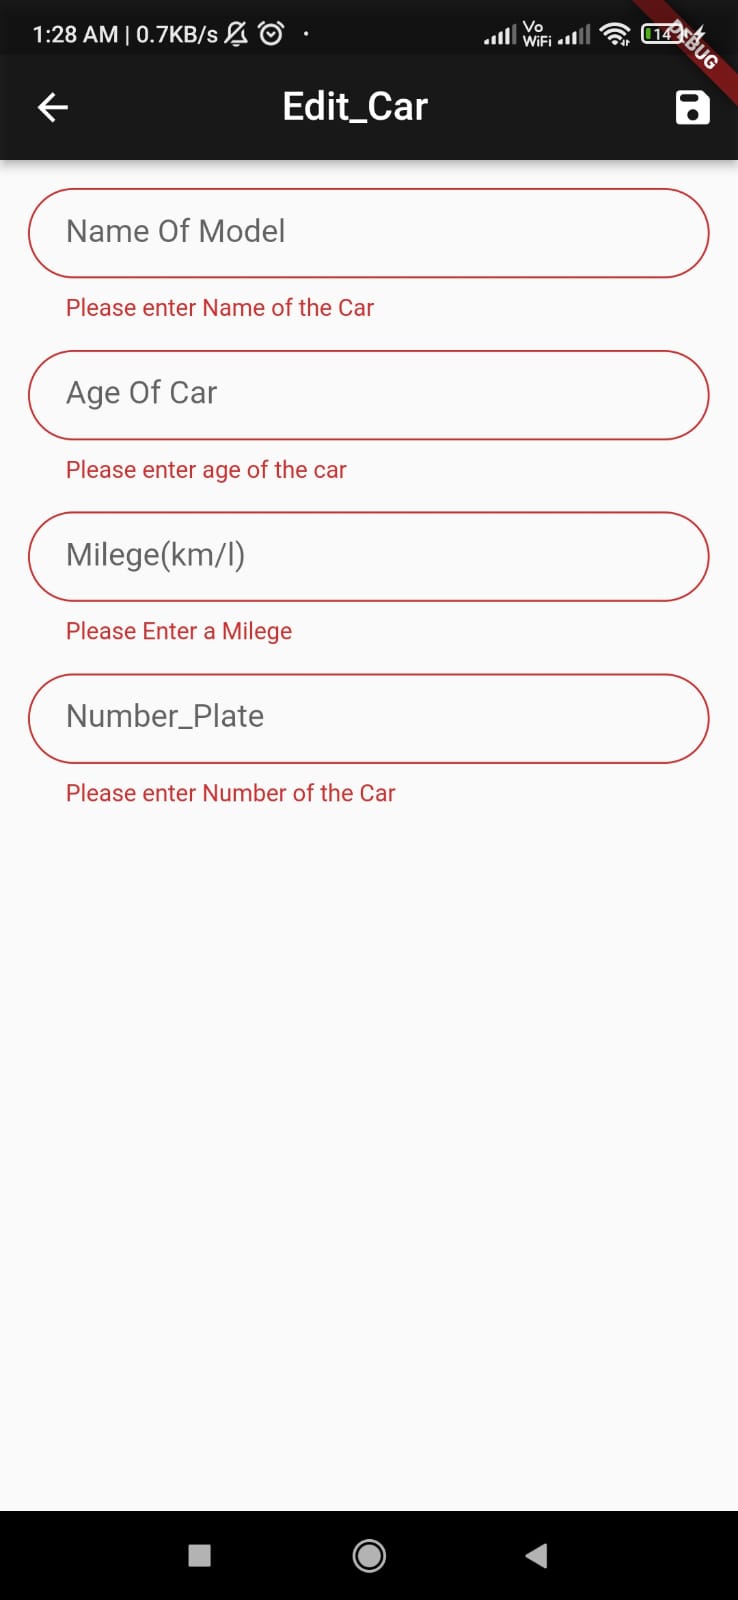 1:28 AM | 0.7KB/s
Vo
WiFi
14
DEBUG
Edit_Car
Name Of Model
Please enter Name of the Car
Age Of Car
Please enter age of the car
Milege(km/l)
Please Enter a Milege
Number_Plate
Please enter Number of the Car